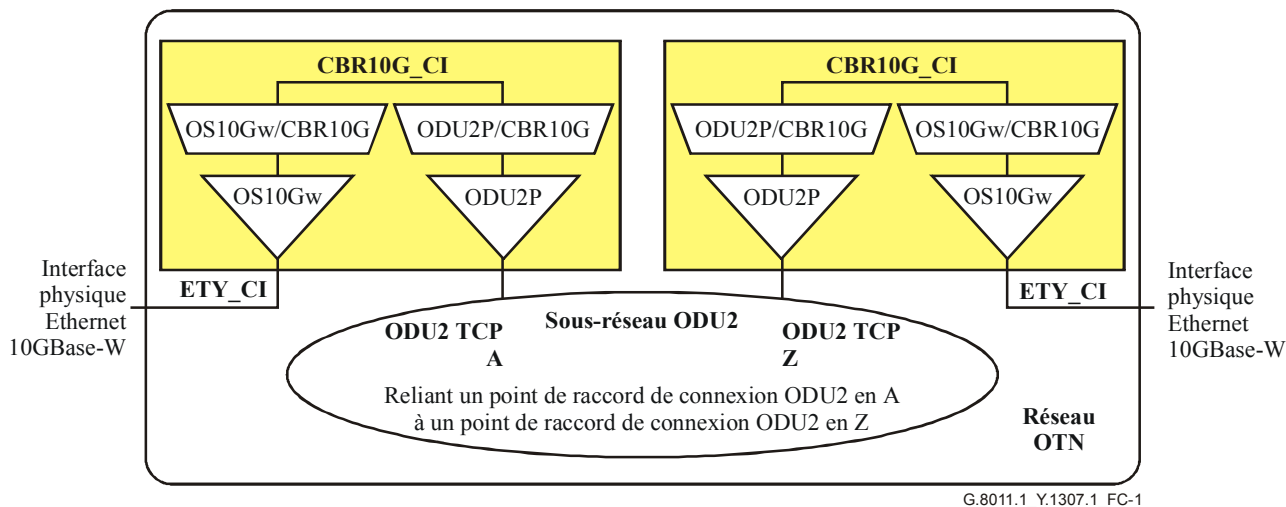 CBR10G_CI
CBR10G_CI
OS10Gw/CBR10G
ODU2P/CBR10G
ODU2P/CBR10G
OS10Gw/CBR10G
OS10Gw
ODU2P
ODU2P
OS10Gw
Interface
physique
Ethernet
10GBase-W
ETY_CI
ETY_CI
Interface
physique
Ethernet
10GBase-W
ODU2 TCP
A
Sous-réseau ODU2
ODU2 TCP
Z
Reliant un point de raccord de connexion ODU2 en A
à un point de raccord de connexion ODU2 en Z
Réseau
OTN
G.8011.1 Y.1307.1 FC-1